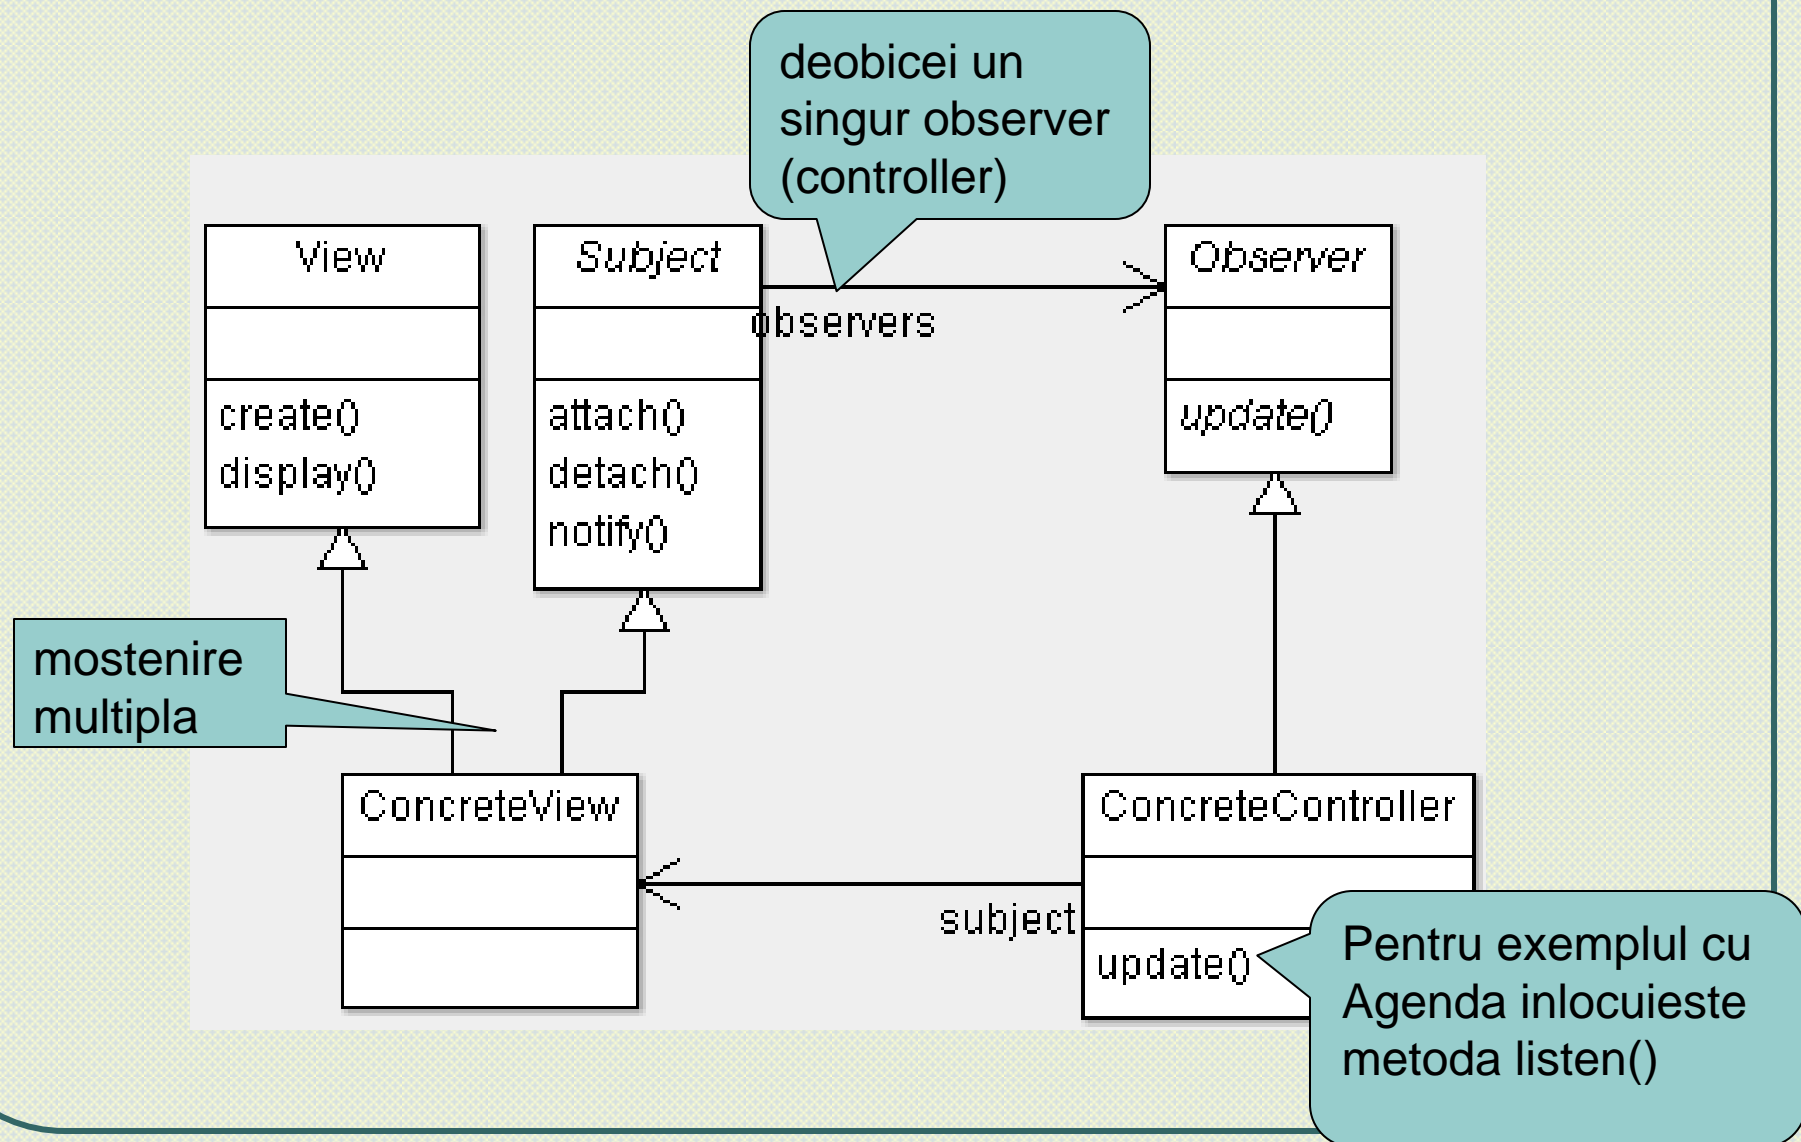 deobicei un
singur observer
(controller)
View
create()
display()
Subject
attach()
detach()
notify()
observers
Observer
update()
mostenire
multipla
ConcreteView
subject
ConcreteController
update()
Pentru exemplul cu
Agenda inlocuieste
metoda listen()